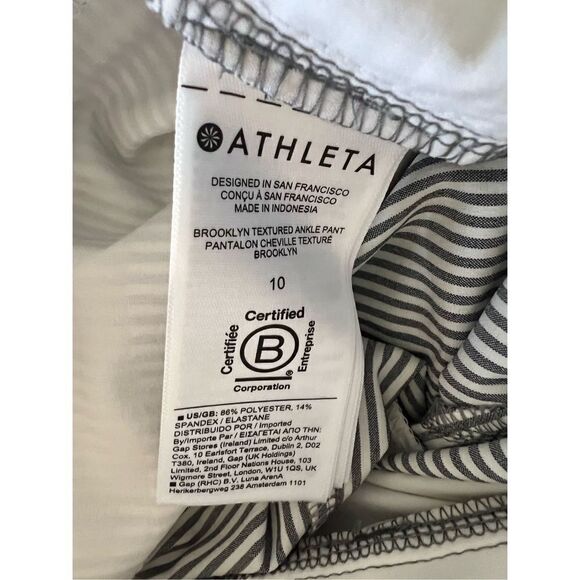 ATHLETA
DESIGNED IN SAN FRANCISCO
CONÇU À SAN FRANCISCO
MADE IN INDONESIA
BROOKLYN TEXTURED ANKLE PANT
PANTALON CHEVILLE TEXTURÉ
BROOKLYN
10
Certified
Certifiée
B
Entreprise
Corporation
■ US/GB: 86% POLYESTER, 14%
SPANDEX / ELASTANE
DISTRIBUIDO POR / Imported
By/Importe Par / ΕΙΣΑΓΕΤΑΙ ΑΠΟ ΤΗΝ:
Gap Stores (Ireland) Limited c/o Arthur
Cox, 10 Earlsfort Terrace, Dublin 2, D02
T380, Ireland, Gap (UK Holdings)
Limited, 2nd Floor Nations House, 103
Wigmore Street, London, W1U 1QS, UK
■ Gap (RHC) B.V. Luna ArenA
Herikerbergweg 238 Amsterdam 1101